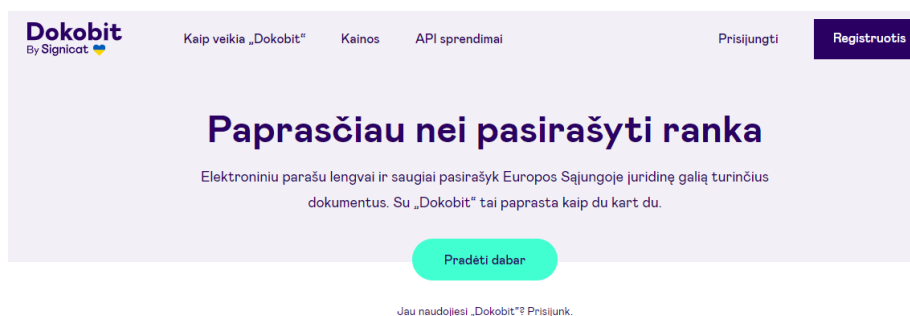 Dokobit
By Signicat
Kaip veikia „Dokobit“
Kainos
API sprendimai
Prisijungti
Registruotis
Paprasčiau nei pasirašyti ranka
Elektroniniu parašu lengvai ir saugiai pasirašyk Europos Sąjungoje juridinę galią turinčius
dokumentus. Su „Dokobit“ tai paprasta kaip du kart du.
Pradėti dabar
Jau naudojiesi „Dokobit“? Prisijunk.